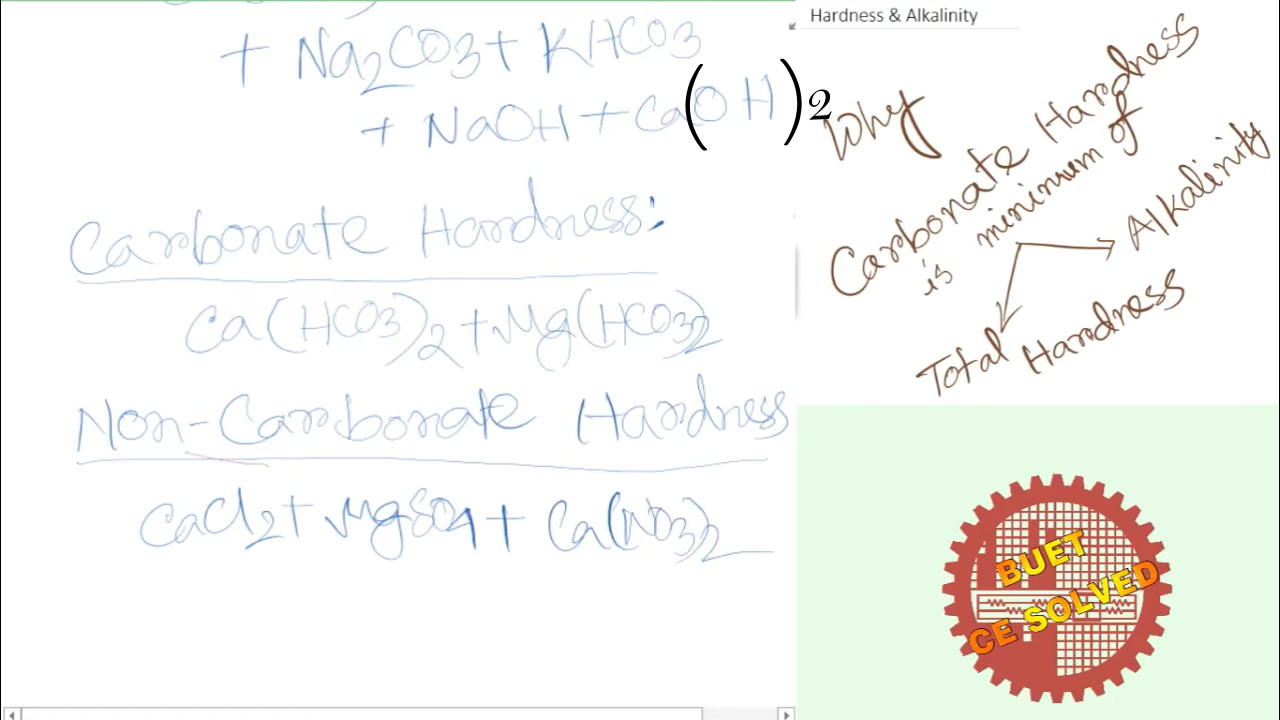 + Na2CO3 + KHCO3
+ NaOH + Ca(OH)2
Carbonate Hardness:
Ca(HCO3)2 + Mg(HCO3)2
Non-Carbonate Hardness
CaCl2 + MgSO4 + Ca(NO3)2
Hardness & Alkalinity
Why
Carbonate Hardness
is minimum of
Alkalinity
Total Hardness
BUET
CE SOLVED